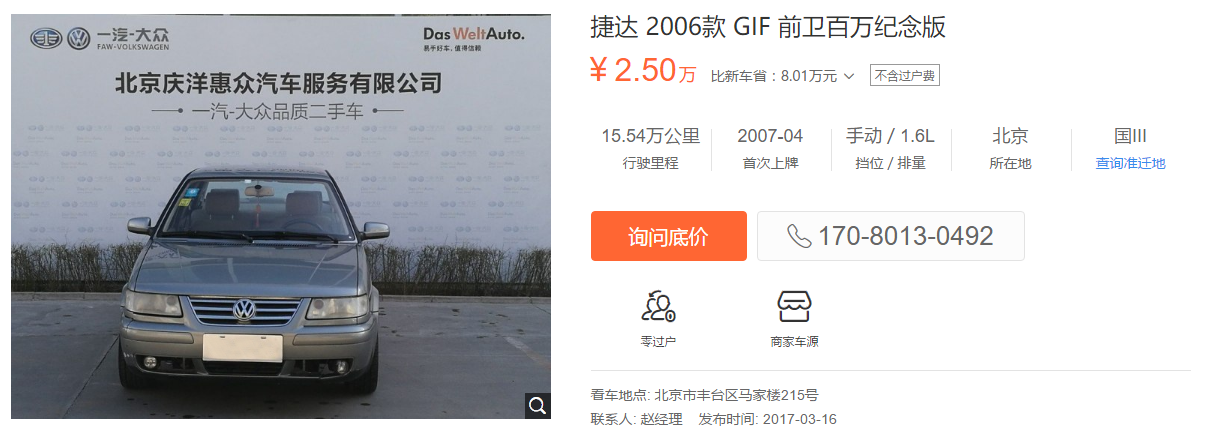 一汽-大众
FAW-VOLKSWAGEN
Das WeltAuto.
易手好车，值得信赖
北京庆洋惠众汽车服务有限公司
一汽-大众品质二手车
捷达 2006款 GIF 前卫百万纪念版
¥ 2.50万 比新车省：8.01万元 不含过户费
15.54万公里 2007-04 手动 / 1.6L 北京 国III
行驶里程 首次上牌 挡位 / 排量 所在地 查询准迁地
询问底价 170-8013-0492
零过户 商家车源
看车地点: 北京市丰台区马家楼215号
联系人: 赵经理 发布时间: 2017-03-16